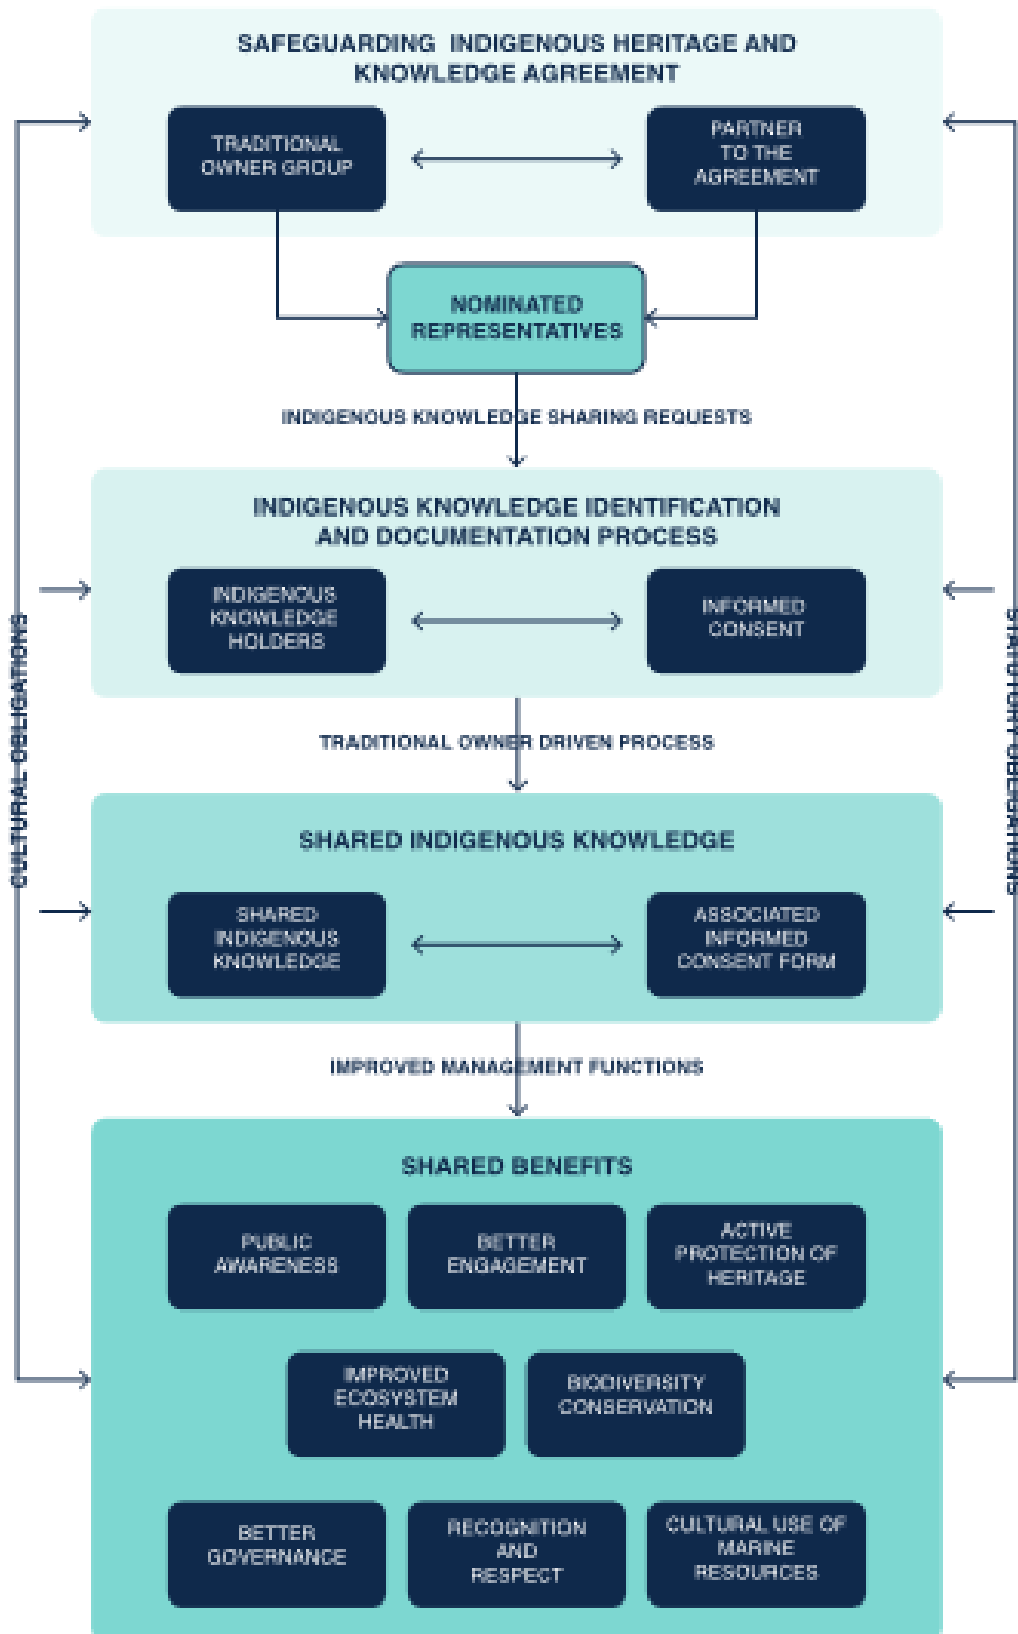 SAFEGUARDING INDIGENOUS HERITAGE AND
KNOWLEDGE AGREEMENT
TRADITIONAL
OWNER GROUP
PARTNER
TO THE
AGREEMENT
NOMINATED
REPRESENTATIVES
INDIGENOUS KNOWLEDGE SHARING REQUESTS
INDIGENOUS KNOWLEDGE IDENTIFICATION
AND DOCUMENTATION PROCESS
INDIGENOUS
KNOWLEDGE
HOLDERS
INFORMED
CONSENT
CULTURAL OBLIGATIONS
STATUTORY OBLIGATIONS
TRADITIONAL OWNER DRIVEN PROCESS
SHARED INDIGENOUS KNOWLEDGE
SHARED
INDIGENOUS
KNOWLEDGE
ASSOCIATED
INFORMED
CONSENT FORM
IMPROVED MANAGEMENT FUNCTIONS
SHARED BENEFITS
PUBLIC
AWARENESS
BETTER
ENGAGEMENT
ACTIVE
PROTECTION OF
HERITAGE
IMPROVED
ECOSYSTEM
HEALTH
BIODIVERSITY
CONSERVATION
BETTER
GOVERNANCE
RECOGNITION
AND
RESPECT
CULTURAL USE OF
MARINE
RESOURCES